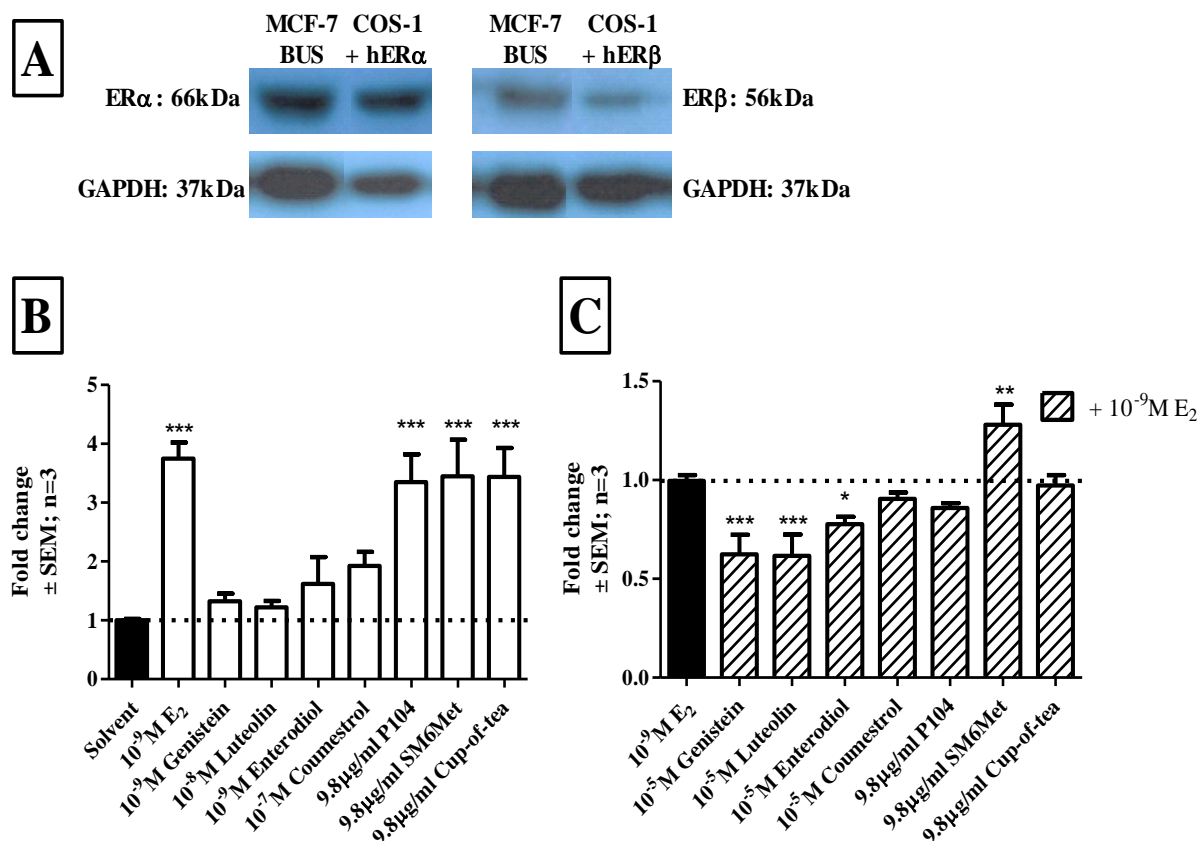 A
MCF-7 BUS
COS-1 + hERα
MCF-7 BUS
COS-1 + hERβ
ERα: 66kDa
ERβ: 56kDa
GAPDH: 37kDa
GAPDH: 37kDa
B
Fold change
± SEM; n=3
5
4
3
2
1
0
***
***
***
***
Solvent
10⁻⁹M E₂
10⁻⁹M Genistein
10⁻⁸M Luteolin
10⁻⁹M Enterodiol
10⁻⁷M Coumestrol
9.8µg/ml P104
9.8µg/ml SM6Met
9.8µg/ml Cup-of-tea
C
Fold change
± SEM; n=3
1.5
1.0
0.5
0.0
***
***
*
**
+ 10⁻⁹M E₂
10⁻⁹M E₂
10⁻⁵M Genistein
10⁻⁵M Luteolin
10⁻⁵M Enterodiol
10⁻⁵M Coumestrol
9.8µg/ml P104
9.8µg/ml SM6Met
9.8µg/ml Cup-of-tea